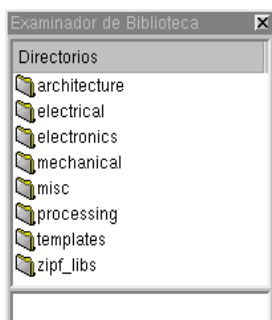 Examinador de Biblioteca
Directorios
architecture
electrical
electronics
mechanical
misc
processing
templates
zipf_libs